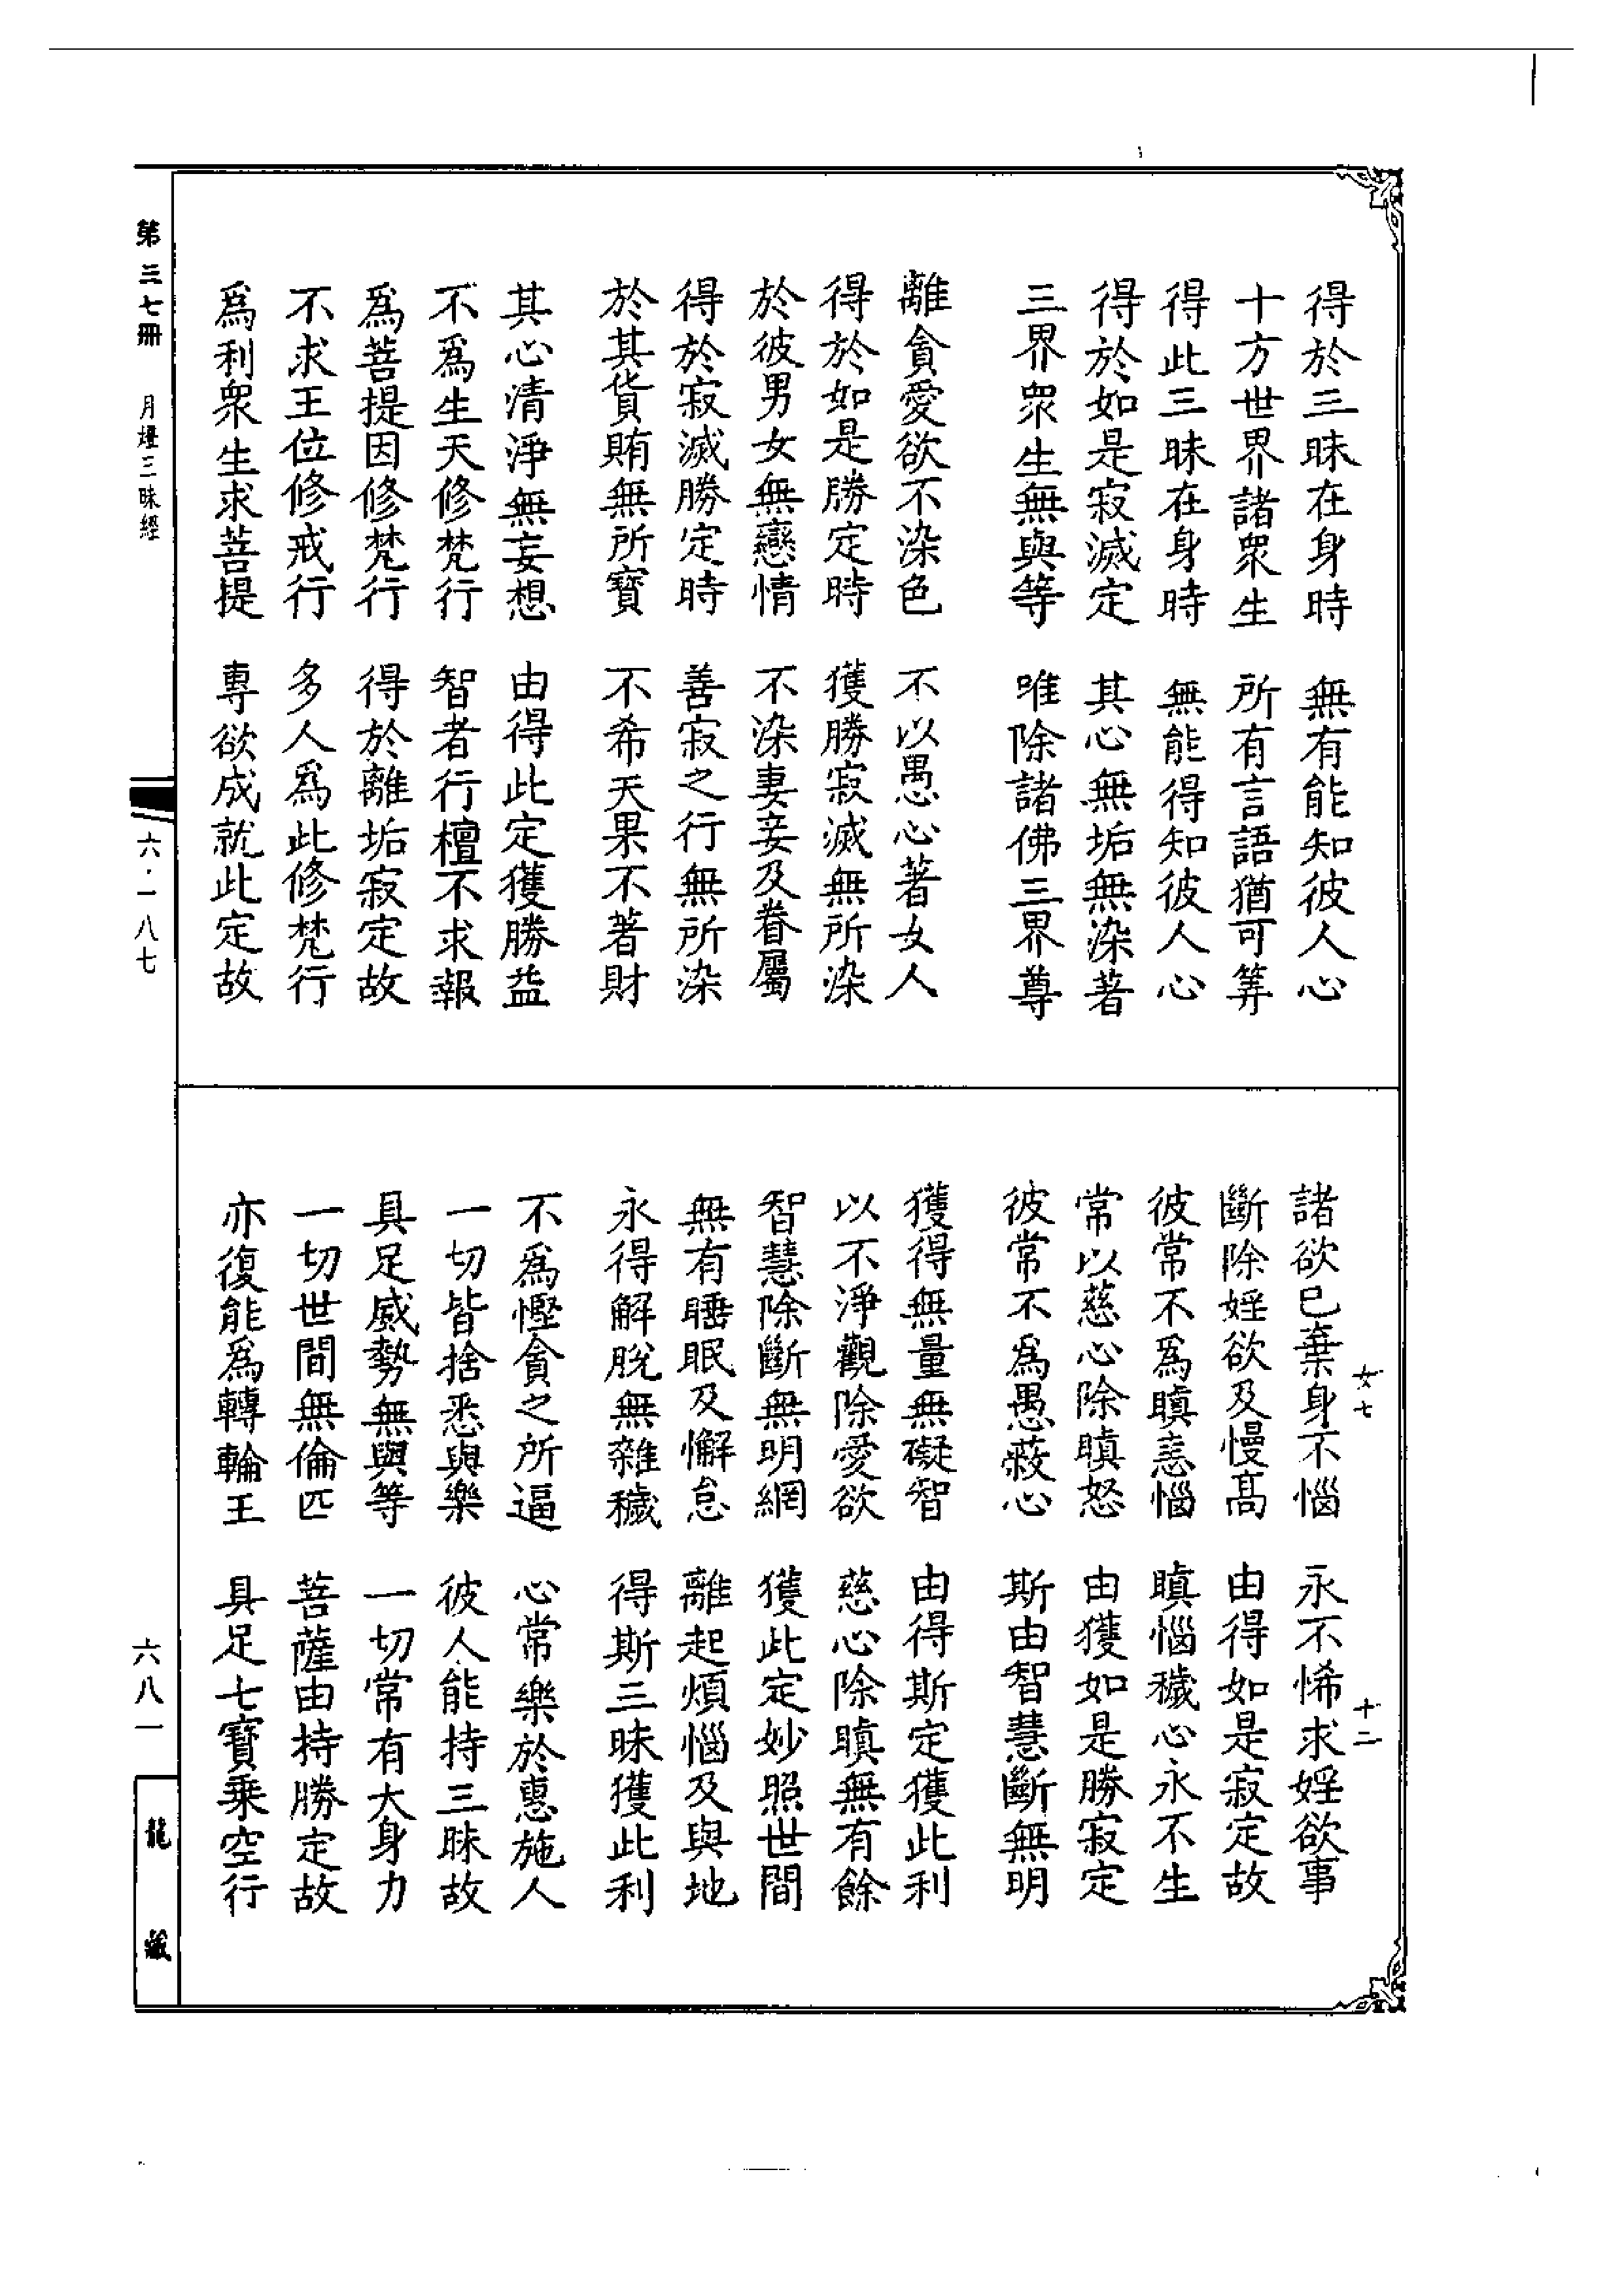 得於三昧在身時　無有能知彼人心
十方世界諸衆生　所有言語猶可筭
得此三昧在身時　無能得知彼人心
得於如是寂滅定　其心無垢無染著
三界衆生無與等　唯除諸佛三界尊
離貪愛欲不染色　不以愚心著女人
得於如是勝定時　獲勝寂滅無所染
於彼男女無戀情　不染妻妾及眷屬
得於寂滅勝定時　善寂之行無所染
於其貨賄無所寶　不希天果不著財
其心清淨無妄想　由得此定獲勝益
不爲生天修梵行　智者行檀不求報
爲菩提因修梵行　得於離垢寂定故
不求王位修戒行　多人爲此修梵行
爲利衆生求菩提　專欲成就此定故
女七
十二
諸欲已棄身不惱　永不悕求婬欲事
斷除婬欲及慢高　由得如是寂定故
彼常不爲瞋恚惱　瞋惱穢心永不生
常以慈心除瞋怒　由獲如是勝寂定
彼常不爲愚蔽心　斯由智慧斷無明
獲得無量無礙智　由得斯定獲此利
以不淨觀除愛欲　慈心除瞋無有餘
智慧除斷無明網　獲此定妙照世間
無有睡眠及懈怠　離起煩惱及與地
永得解脫無雜穢　得斯三昧獲此利
不爲慳貪之所逼　心常樂於惠施人
一切皆捨悉與樂　彼人能持三昧故
具足威勢無與等　一切常有大身力
一切世間無倫匹　菩薩由持勝定故
亦復能爲轉輪王　具足七寶乘空行
第三七冊　月燈三昧經
六·一八七
六八一
龍藏